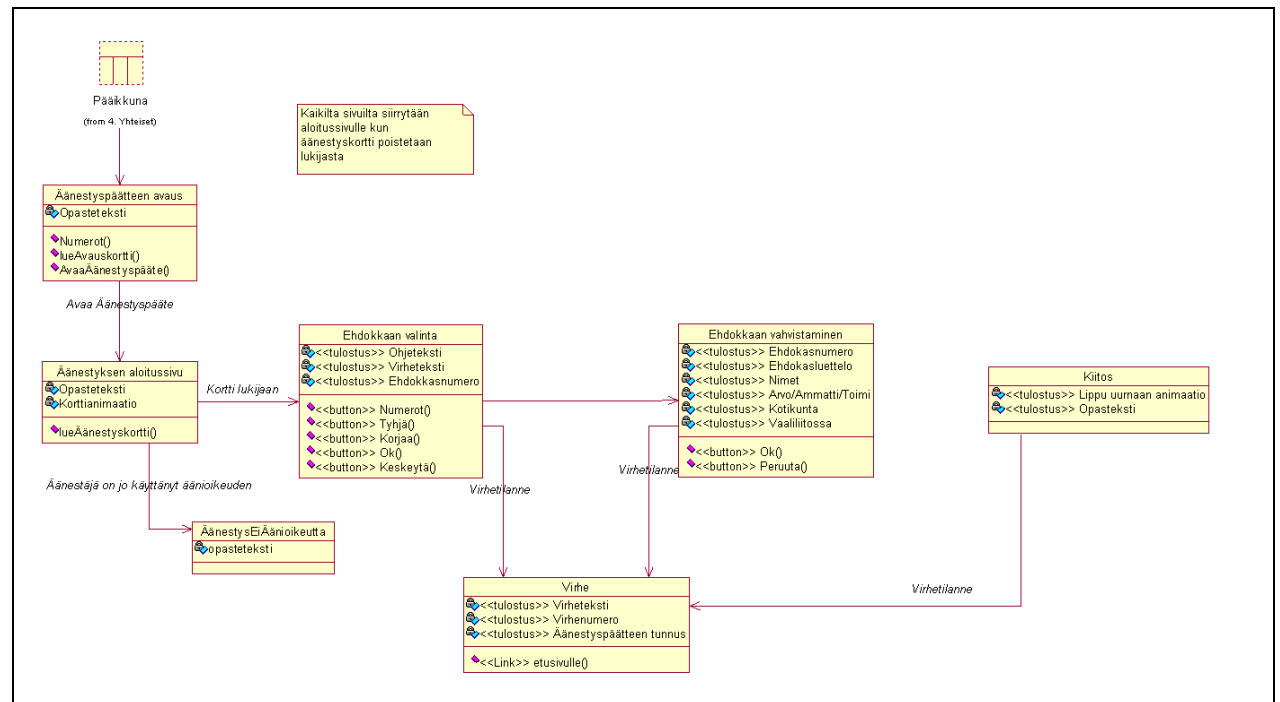 Pääikkuna
(from 4. Yhteiset)
Kaikilta sivuilta siirrytään
aloitussivulle kun
äänestyskortti poistetaan
lukijasta
Äänestyspäätteen avaus
Opasteteksti
Numerot()
lueAvauskortti()
AvaaÄänestyspääte()
Avaa Äänestyspääte
Äänestyksen aloitussivu
Opasteteksti
Korttianimaatio
lueÄänestyskortti()
Kortti lukijaan
Äänestäjä on jo käyttänyt äänioikeuden
ÄänestysEiÄänioikeutta
opasteteksti
Ehdokkaan valinta
<<tulostus>> Ohjeteksti
<<tulostus>> Virheteksti
<<tulostus>> Ehdokkasnumero
<<button>> Numerot()
<<button>> Tyhjä()
<<button>> Korjaa()
<<button>> Ok()
<<button>> Keskeytä()
Virhetilanne
Ehdokkaan vahvistaminen
<<tulostus>> Ehdokasnumero
<<tulostus>> Ehdokasluettelo
<<tulostus>> Nimet
<<tulostus>> Arvo/Ammatti/Toimi
<<tulostus>> Kotikunta
<<tulostus>> Vaaliliitossa
<<button>> Ok()
<<button>> Peruuta()
Virhetilanne
Kiitos
<<tulostus>> Lippu uurnaan animaatio
<<tulostus>> Opasteksti
Virhetilanne
Virhe
<<tulostus>> Virheteksti
<<tulostus>> Virhenumero
<<tulostus>> Äänestyspäätteen tunnus
<<Link>> etusivulle()